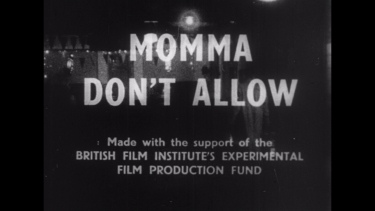 MOMMA
DON'T ALLOW
Made with the support of the
BRITISH FILM INSTITUTE'S EXPERIMENTAL
FILM PRODUCTION FUND